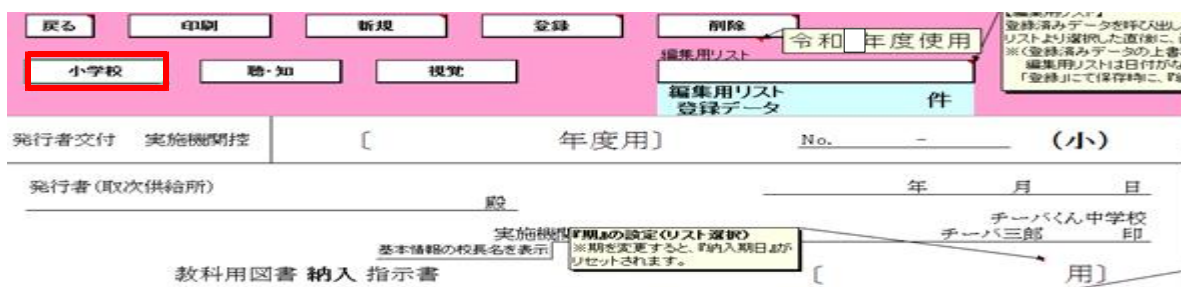 戻る 印刷 新規 登録 削除
令和 年度使用
編集用リスト
小学校 聴・知 視覚
登録済みデータを呼び出し
リストより選択した直後に、
※(登録済みデータの上書
編集用リストは日付がな
「登録」にて保存時に、『編
編集用リスト
登録データ 件
発行者交付 実施機関控 〔 年度用〕 No. - (小)
発行者(取次供給所) 殿
年 月 日
チーバくん中学校
実施機関
チーバ三郎 印
基本情報の校長名を表示
『期』の設定(リスト選択)
※期を変更すると、『納入期日』が
リセットされます。
教科用図書 納入 指示書 〔 用〕